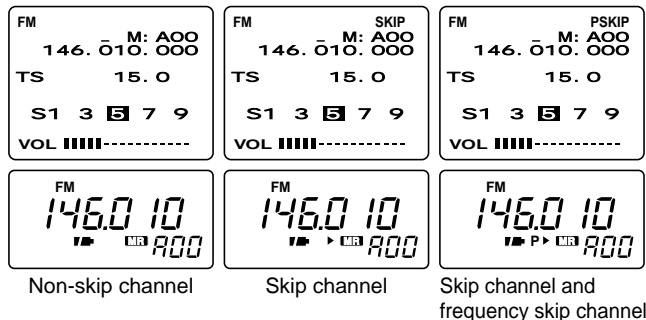 FM
M: A00
146.010.000
TS 15.0
S1 3 5 7 9
VOL
FM SKIP
M: A00
146.010.000
TS 15.0
S1 3 5 7 9
VOL
FM PSKIP
M: A00
146.010.000
TS 15.0
S1 3 5 7 9
VOL
FM
146.010
MR A00
Non-skip channel
FM
146.010
MR A00
Skip channel
FM
146.010
P MR A00
Skip channel and
frequency skip channel